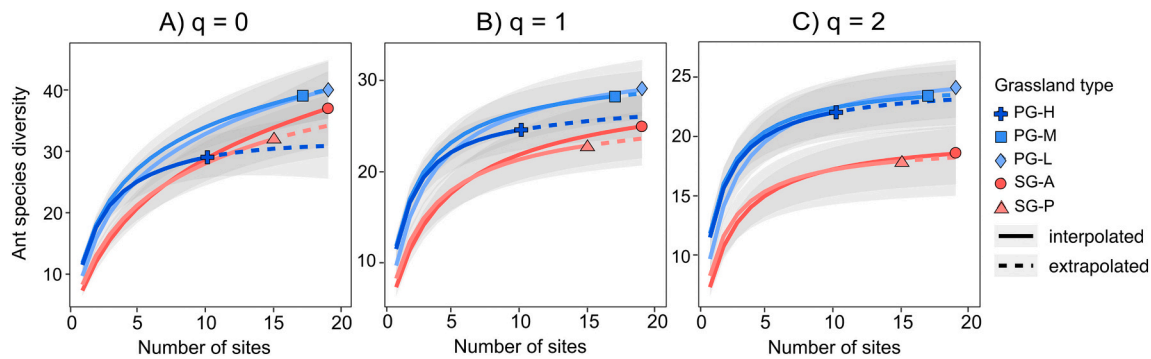 A) q = 0
B) q = 1
C) q = 2
Ant species diversity
40
30
20
10
0
5
10
15
20
Number of sites
30
20
10
0
5
10
15
20
Number of sites
25
20
15
10
0
5
10
15
20
Number of sites
Grassland type
PG-H
PG-M
PG-L
SG-A
SG-P
interpolated
extrapolated